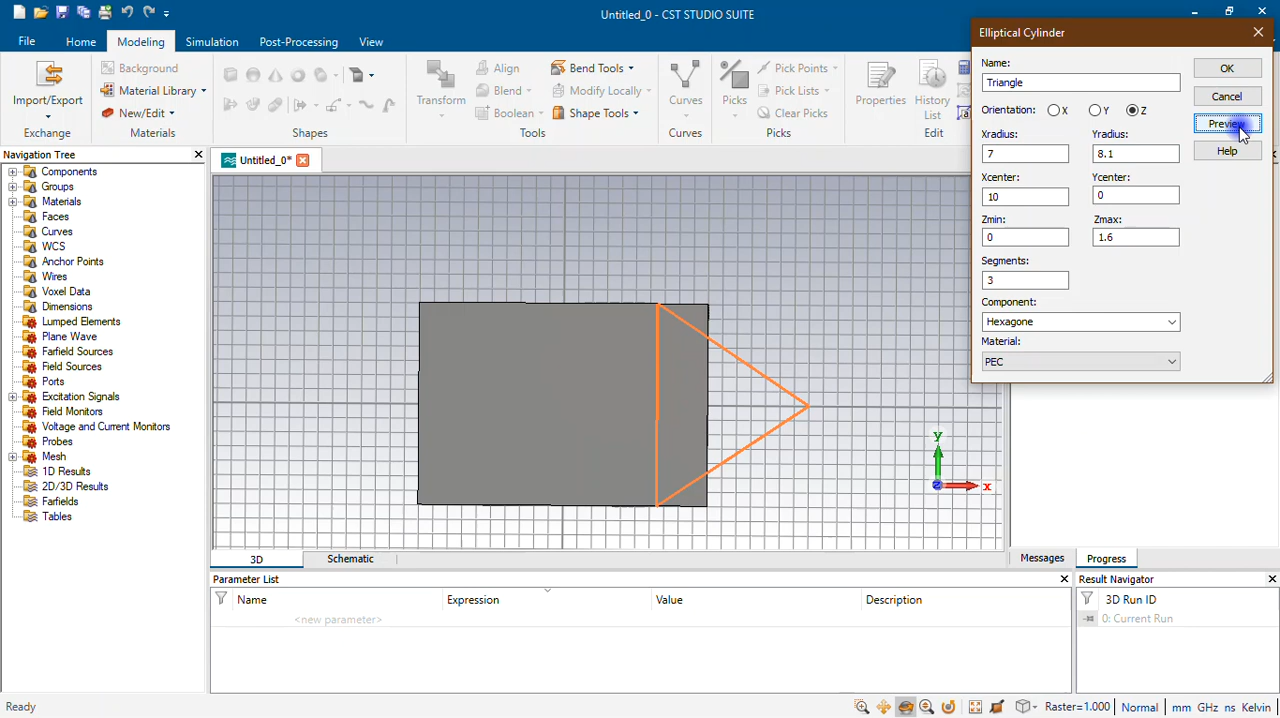 Untitled_0 - CST STUDIO SUITE
File
Home
Modeling
Simulation
Post-Processing
View
Import/Export
Exchange
Background
Material Library
New/Edit
Materials
Shapes
Transform
Align
Blend
Boolean
Bend Tools
Modify Locally
Shape Tools
Tools
Curves
Curves
Picks
Pick Points
Pick Lists
Clear Picks
Picks
Properties
History
List
Edit
Elliptical Cylinder
Name:
Triangle
Orientation:
X
Y
Z
Xradius:
Yradius:
7
8.1
Xcenter:
Ycenter:
10
0
Zmin:
Zmax:
0
1.6
Segments:
3
Component:
Hexagone
Material:
PEC
OK
Cancel
Preview
Help
Navigation Tree
Components
Groups
Materials
Faces
Curves
WCS
Anchor Points
Wires
Voxel Data
Dimensions
Lumped Elements
Plane Wave
Farfield Sources
Field Sources
Ports
Excitation Signals
Field Monitors
Voltage and Current Monitors
Probes
Mesh
1D Results
2D/3D Results
Farfields
Tables
Untitled_0*
y
x
3D
Schematic
Messages
Progress
Parameter List
Name
Expression
Value
Description
<new parameter>
Result Navigator
3D Run ID
0: Current Run
Ready
Raster=1.000
Normal
mm GHz ns Kelvin